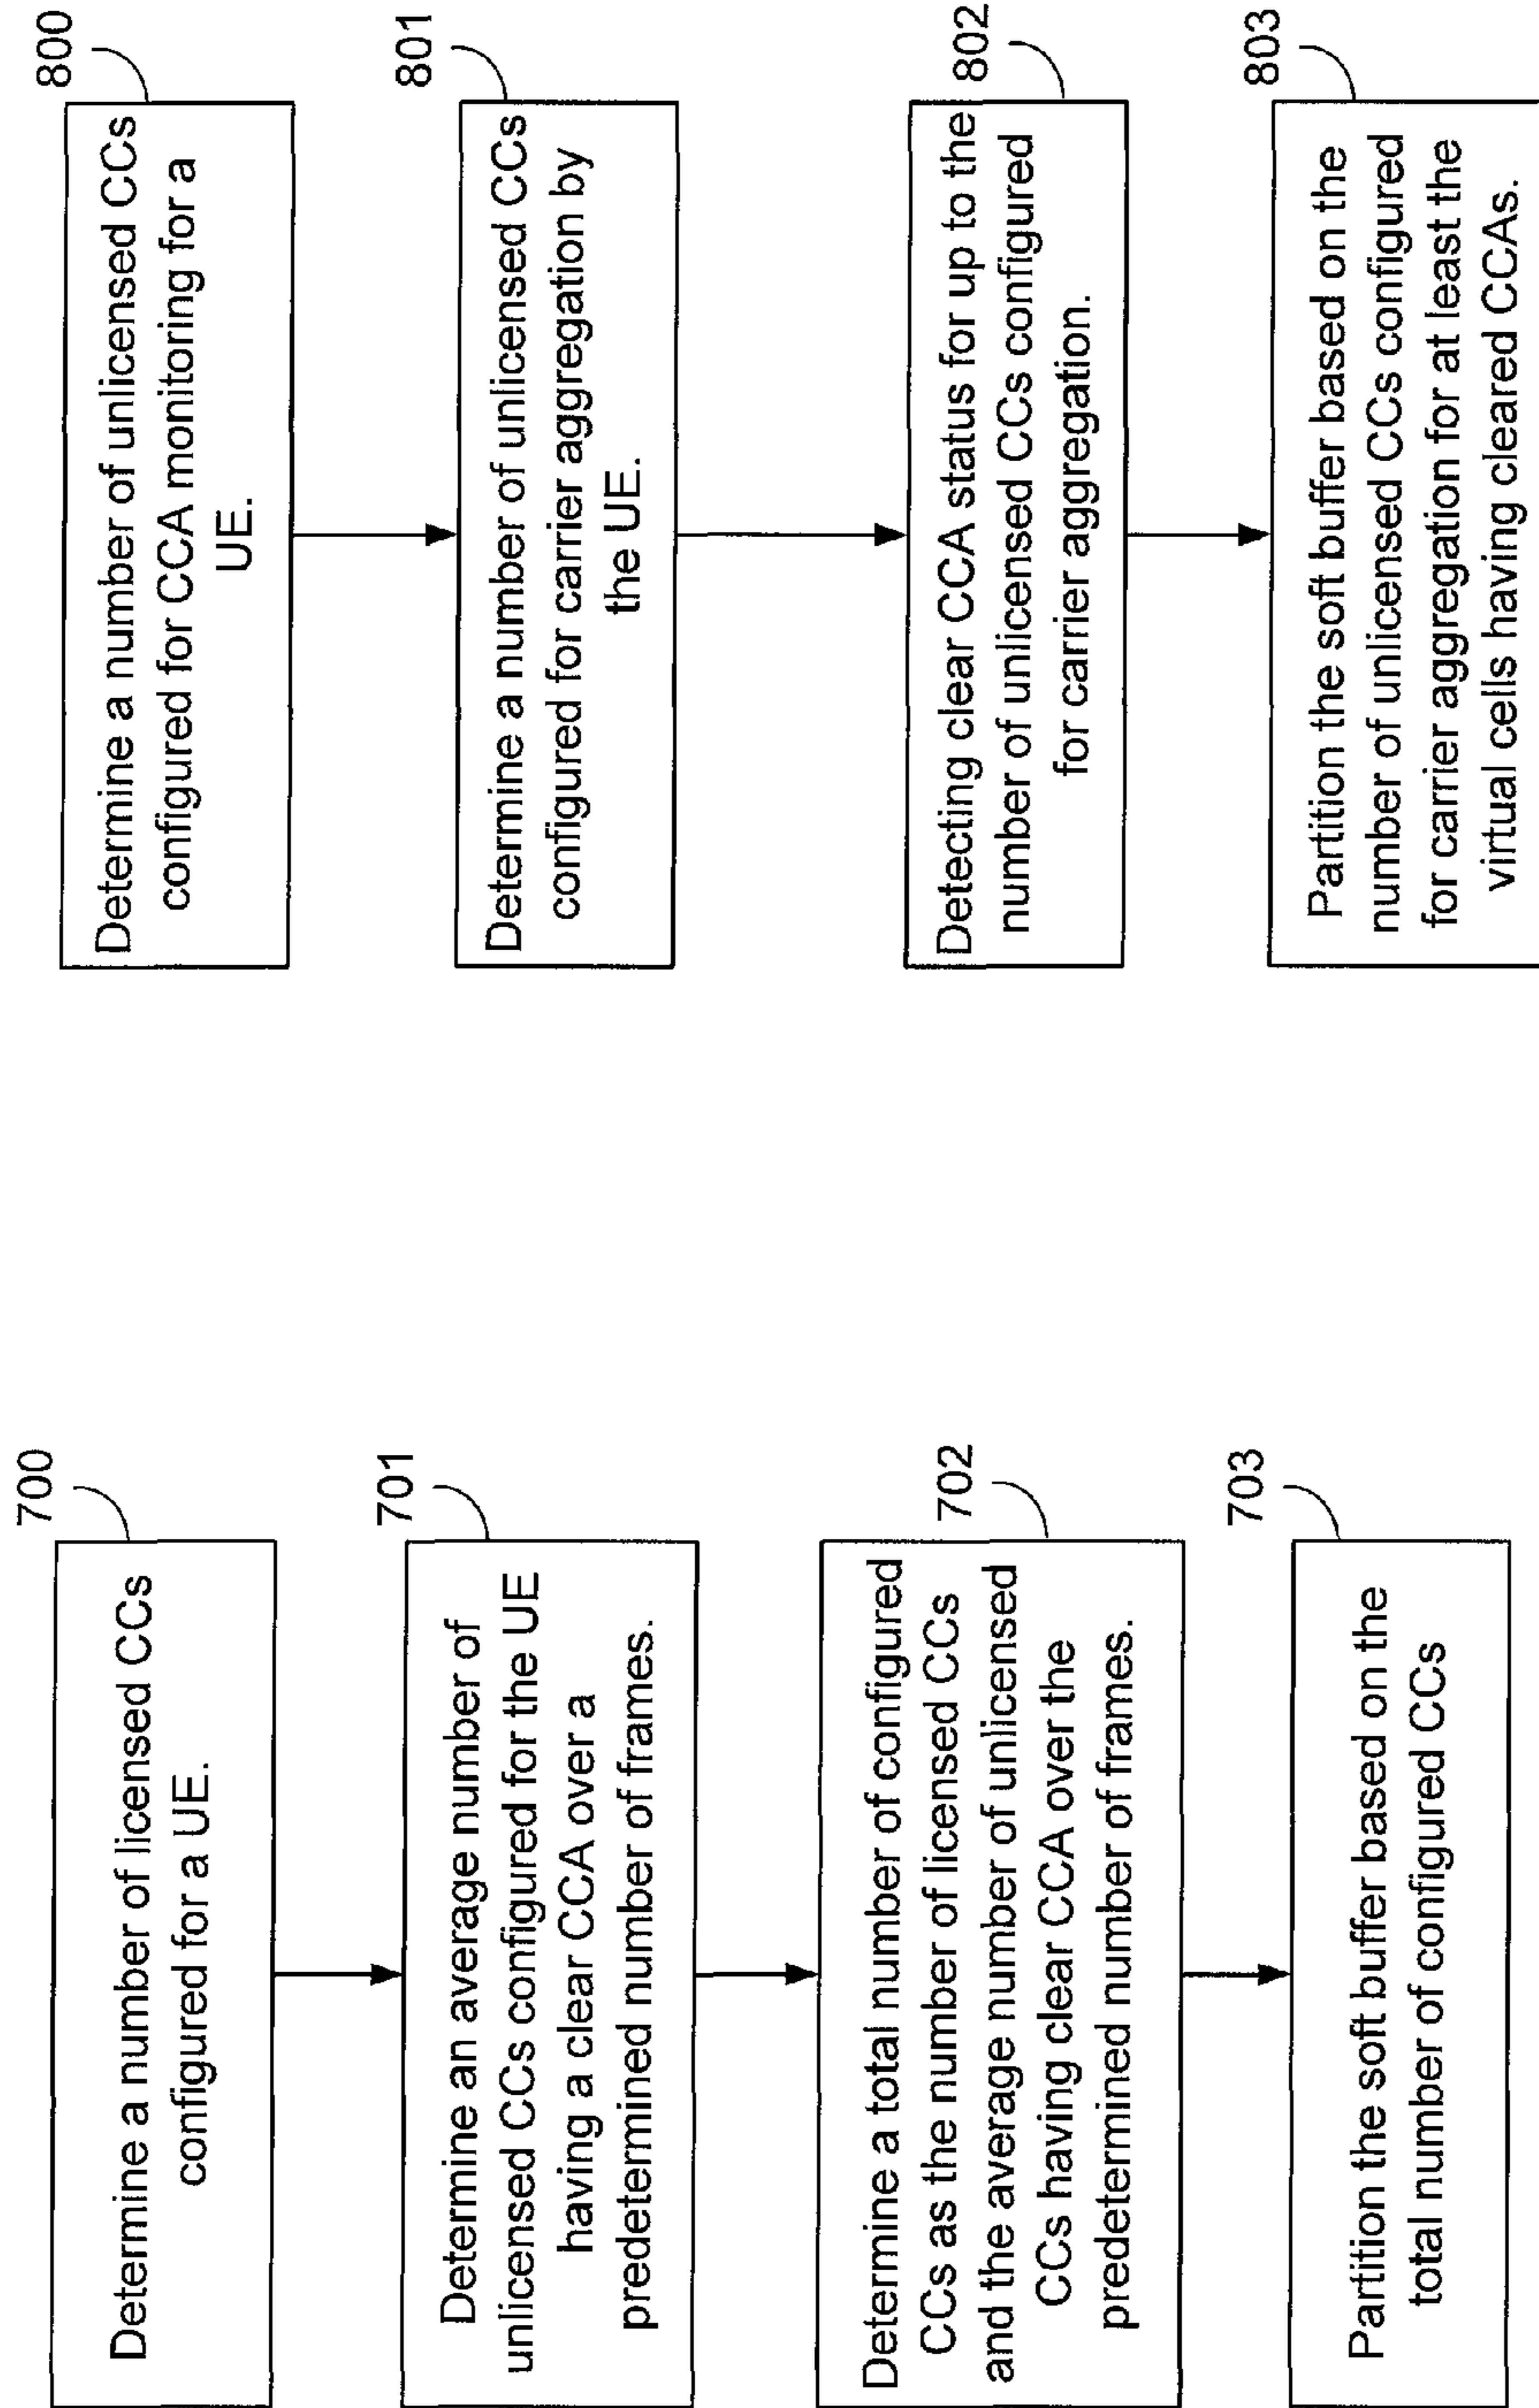 700
Determine a number of licensed CCs
configured for a UE.
701
Determine an average number of
unlicensed CCs configured for the UE
having a clear CCA over a
predetermined number of frames.
702
Determine a total number of configured
CCs as the number of licensed CCs
and the average number of unlicensed
CCs having clear CCA over the
predetermined number of frames.
703
Partition the soft buffer based on the
total number of configured CCs
800
Determine a number of unlicensed CCs
configured for CCA monitoring for a
UE.
801
Determine a number of unlicensed CCs
configured for carrier aggregation by
the UE.
802
Detecting clear CCA status for up to the
number of unlicensed CCs configured
for carrier aggregation.
803
Partition the soft buffer based on the
number of unlicensed CCs configured
for carrier aggregation for at least the
virtual cells having cleared CCAs.